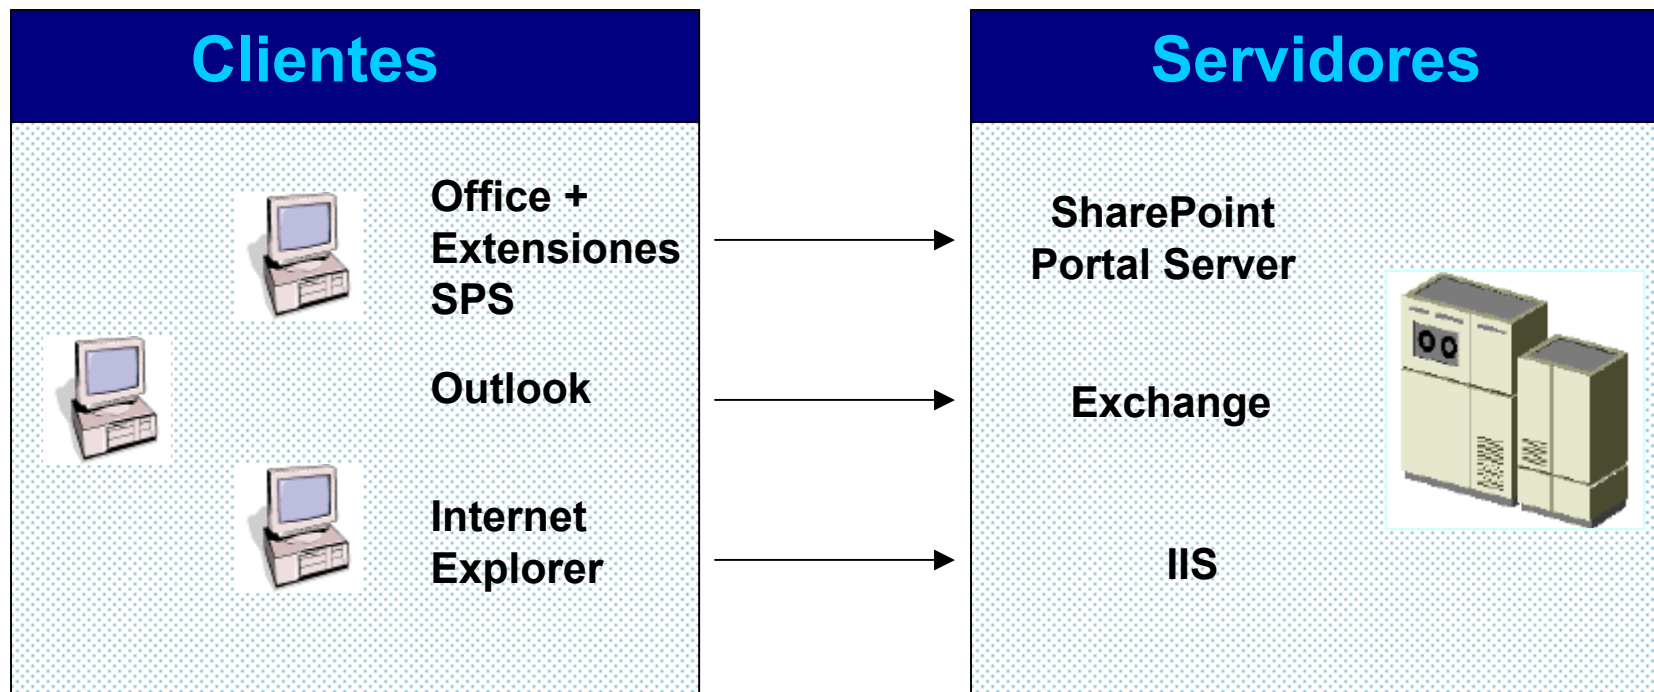 Clientes
Office +
Extensiones
SPS
Outlook
Internet
Explorer
Servidores
SharePoint
Portal Server
Exchange
IIS